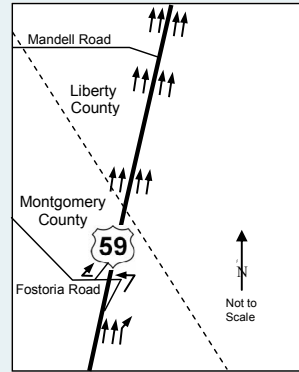 Mandell Road
Liberty
County
Montgomery
County
59
Fostoria Road
N
Not to
Scale